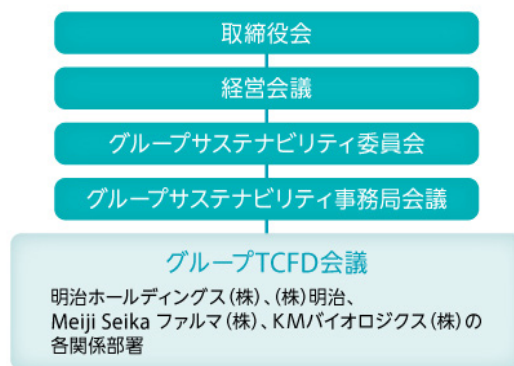 取締役会
経営会議
グループサステナビリティ委員会
グループサステナビリティ事務局会議
グループTCFD会議
明治ホールディングス(株)、(株)明治、
Meiji Seika ファルマ(株)、KMバイオロジクス(株)の
各関係部署